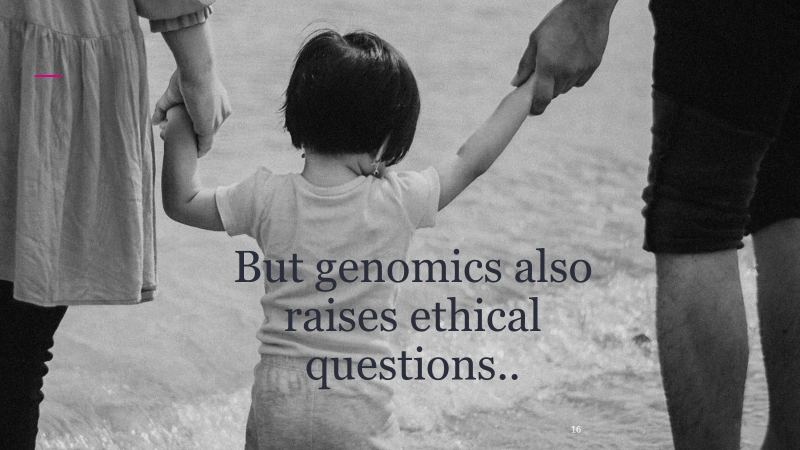 But genomics also
raises ethical
questions..
16